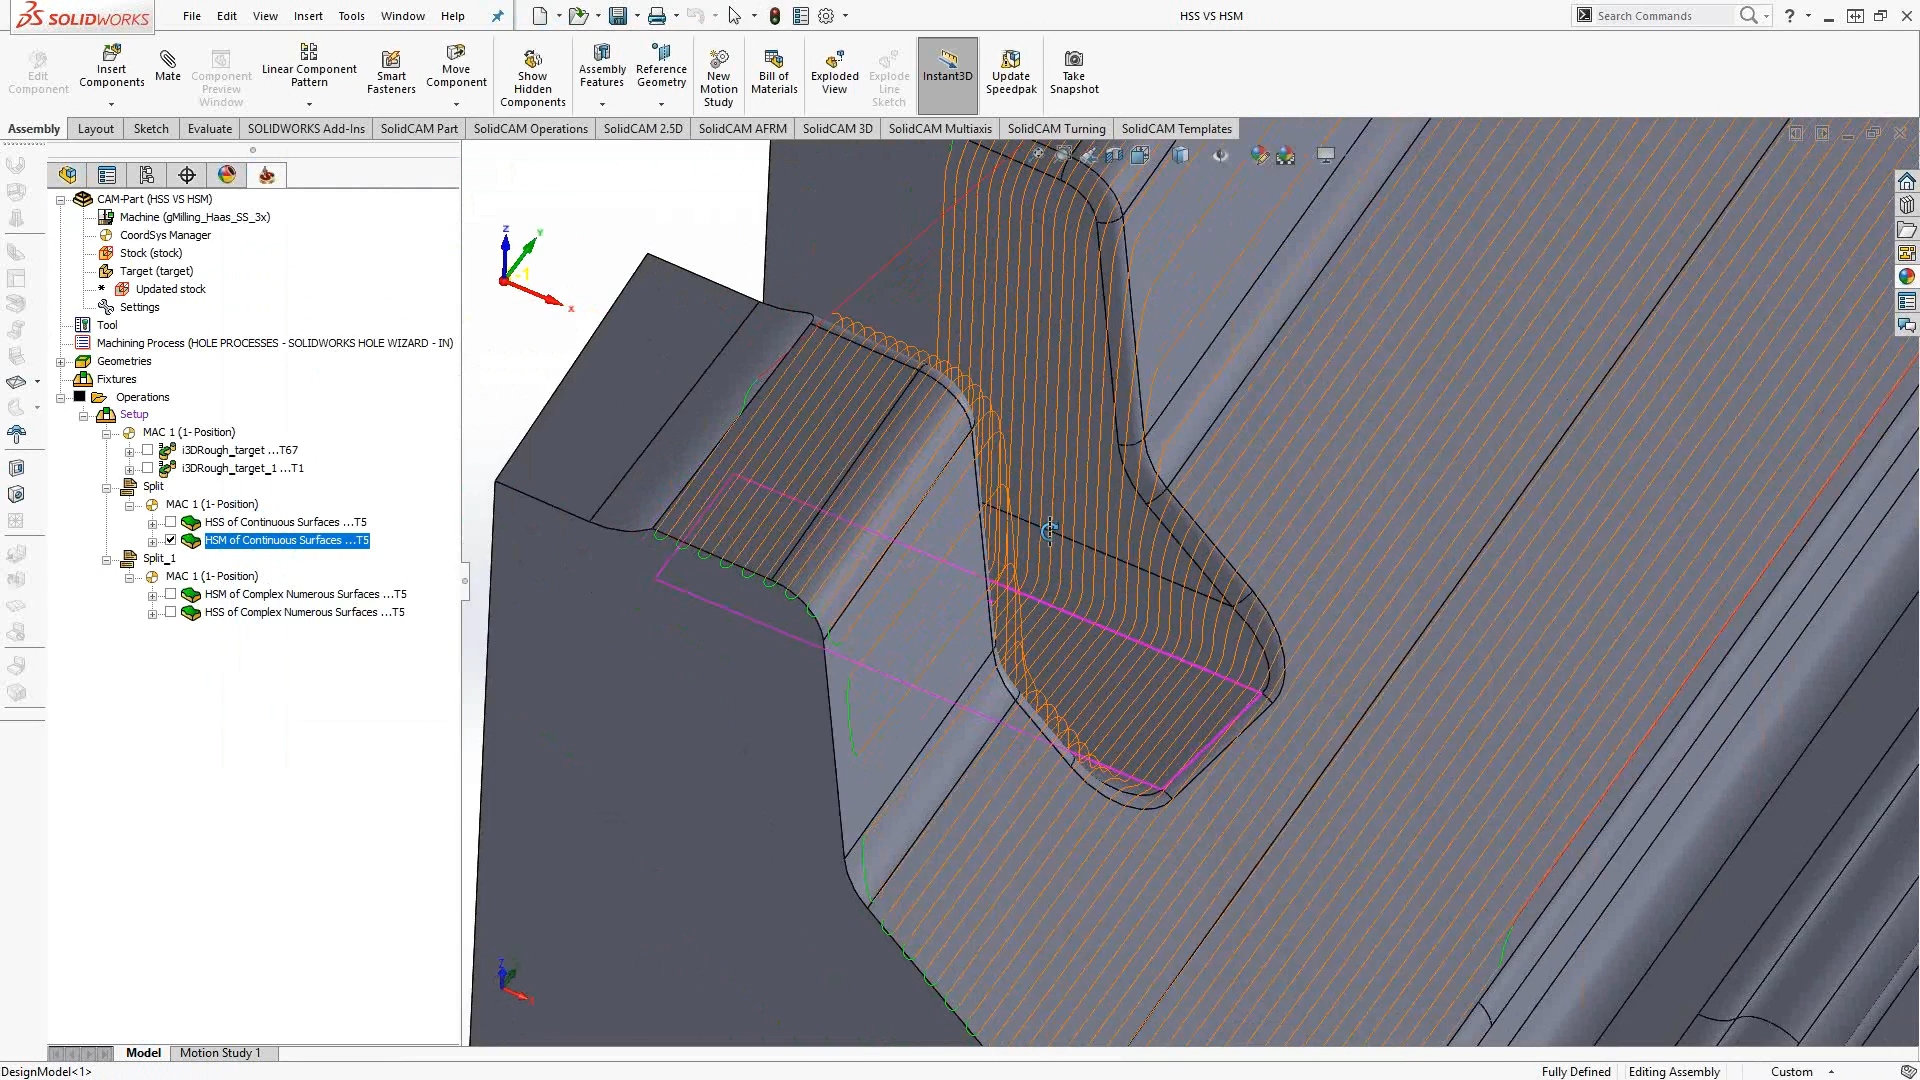 SOLIDWORKS File Edit View Insert Tools Window Help HSS VS HSM Search Commands
Edit Component
Insert Components
Mate
Component Preview Window
Linear Component Pattern
Smart Fasteners
Move Component
Show Hidden Components
Assembly Features
Reference Geometry
New Motion Study
Bill of Materials
Exploded View
Explode Line Sketch
Instant3D
Update Speedpak
Take Snapshot
Assembly Layout Sketch Evaluate SOLIDWORKS Add-Ins SolidCAM Part SolidCAM Operations SolidCAM 2.5D SolidCAM AFRM SolidCAM 3D SolidCAM Multiaxis SolidCAM Turning SolidCAM Templates
CAM-Part (HSS VS HSM)
Machine (gMilling_Haas_SS_3x)
CoordSys Manager
Stock (stock)
Target (target)
* Updated stock
Settings
Tool
Machining Process (HOLE PROCESSES - SOLIDWORKS HOLE WIZARD - IN)
Geometries
Fixtures
Operations
Setup
MAC 1 (1- Position)
i3DRough_target ...T67
i3DRough_target_1 ...T1
Split
MAC 1 (1- Position)
HSS of Continuous Surfaces ...T5
HSM of Continuous Surfaces ...T5
Split_1
MAC 1 (1- Position)
HSM of Complex Numerous Surfaces ...T5
HSS of Complex Numerous Surfaces ...T5
Z
Y
-1
X
Z
Model Motion Study 1
DesignModel<1> Fully Defined Editing Assembly Custom